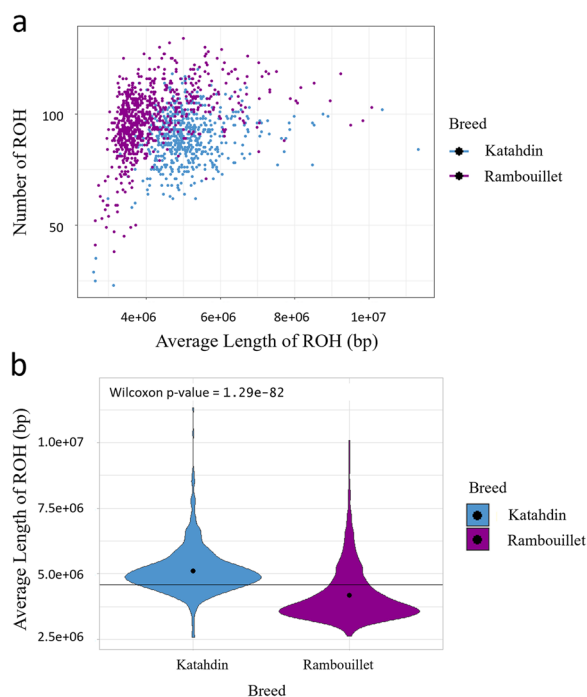 a
Number of ROH
100
50
4e+06 6e+06 8e+06 1e+07
Average Length of ROH (bp)
Breed
Katahdin
Rambouillet
b
Wilcoxon p-value = 1.29e-82
Average Length of ROH (bp)
1.0e+07
7.5e+06
5.0e+06
2.5e+06
Katahdin Rambouillet
Breed
Breed
Katahdin
Rambouillet